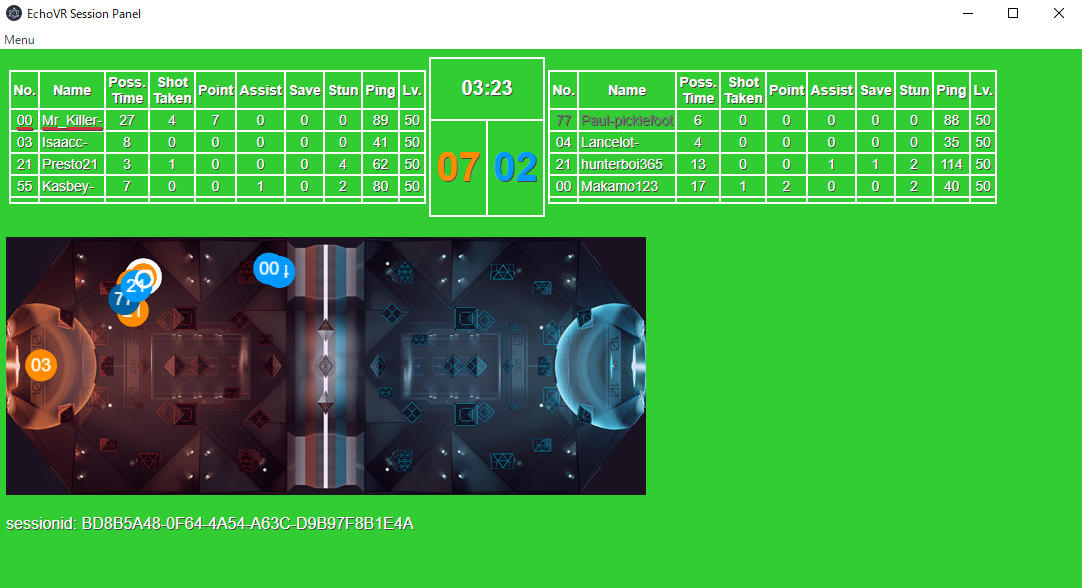 EchoVR Session Panel
Menu
No. Name Poss. Time Shot Taken Point Assist Save Stun Ping Lv.
00 Mr_Killer- 27 4 7 0 0 0 89 50
03 Isaacc- 8 0 0 0 0 0 41 50
21 Presto21 3 1 0 0 0 4 62 50
55 Kasbey- 7 0 0 1 0 2 80 50
03:23
07 02
No. Name Poss. Time Shot Taken Point Assist Save Stun Ping Lv.
77 Paul-picklefoot 6 0 0 0 0 0 88 50
04 Lancelot- 4 0 0 0 0 0 35 50
21 hunterboi365 13 0 0 1 1 2 114 50
00 Makamo123 17 1 2 0 0 2 40 50
00
21
77
21
03
sessionid: BD8B5A48-0F64-4A54-A63C-D9B97F8B1E4A